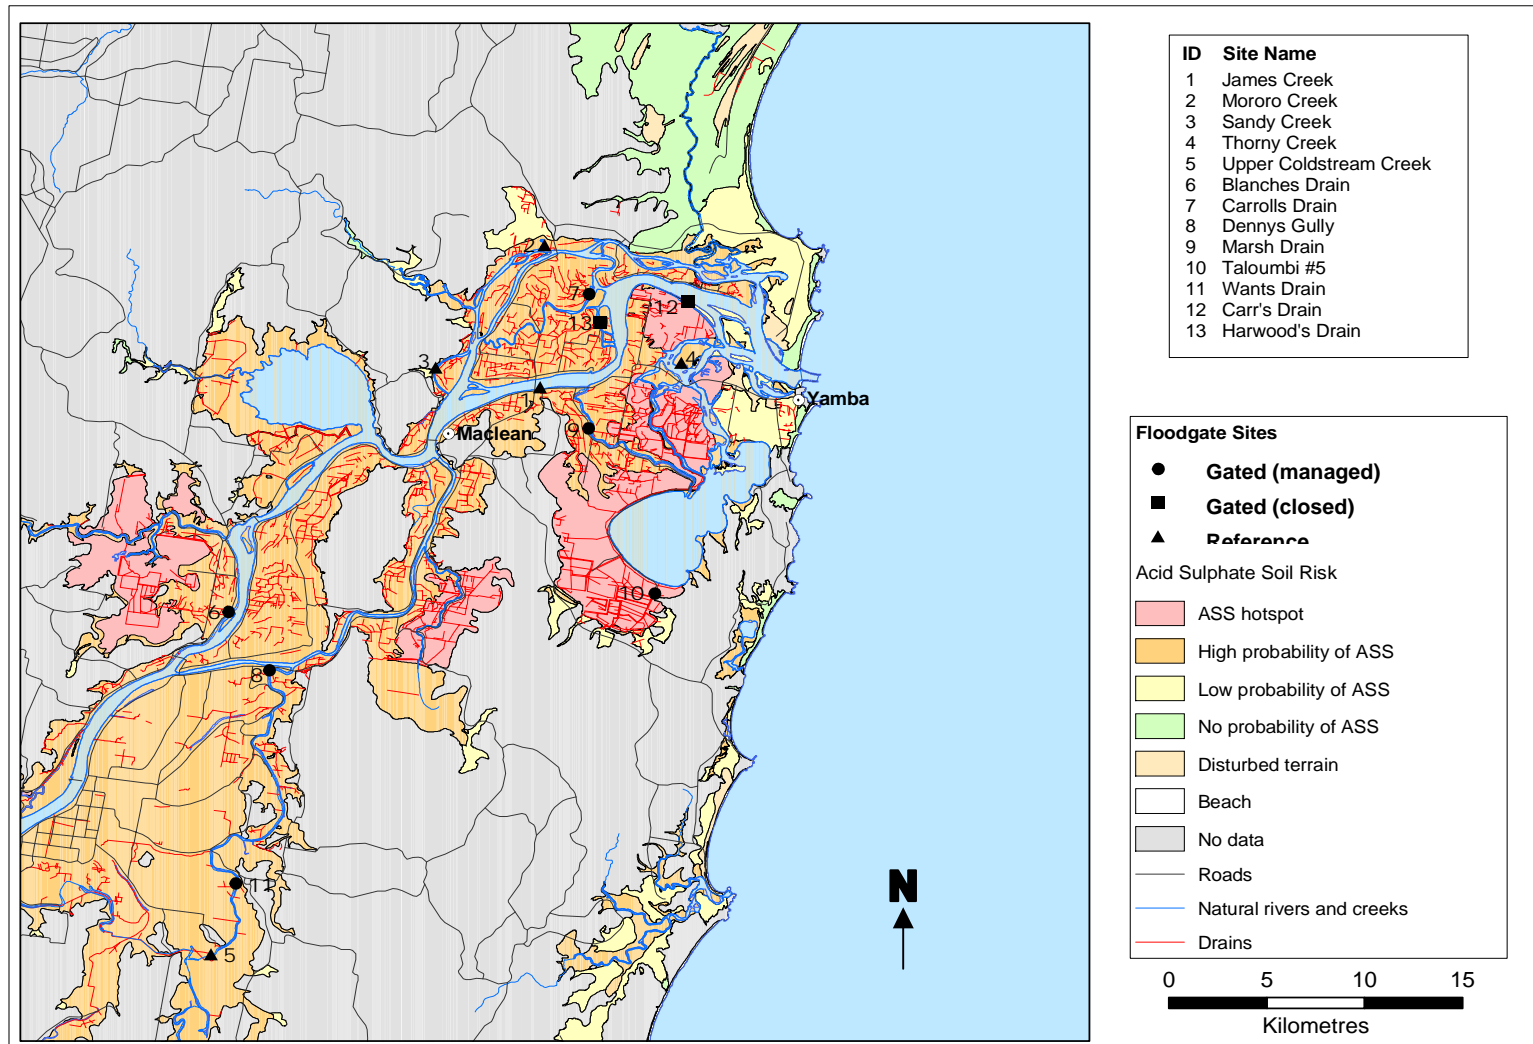 2
7
12
13
3
4
1
Yamba
Maclean
9
10
6
8
11
5
N
ID Site Name
1 James Creek
2 Mororo Creek
3 Sandy Creek
4 Thorny Creek
5 Upper Coldstream Creek
6 Blanches Drain
7 Carrolls Drain
8 Dennys Gully
9 Marsh Drain
10 Taloumbi #5
11 Wants Drain
12 Carr's Drain
13 Harwood's Drain
Floodgate Sites
Gated (managed)
Gated (closed)
Reference
Acid Sulphate Soil Risk
ASS hotspot
High probability of ASS
Low probability of ASS
No probability of ASS
Disturbed terrain
Beach
No data
Roads
Natural rivers and creeks
Drains
0 5 10 15
Kilometres